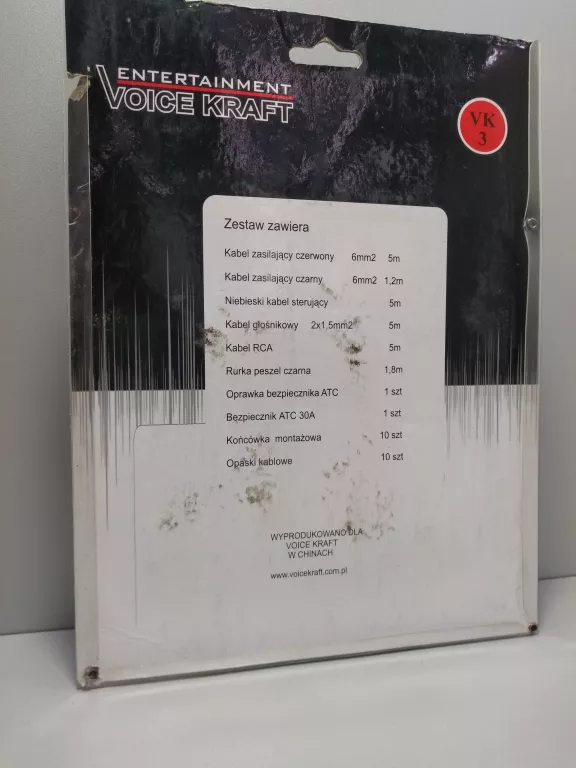 ENTERTAINMENT
VOICE KRAFT
VK
3
Zestaw zawiera
Kabel zasilający czerwony 6mm2 5m
Kabel zasilający czarny 6mm2 1,2m
Niebieski kabel sterujący 5m
Kabel głośnikowy 2x1,5mm2 5m
Kabel RCA 5m
Rurka peszel czarna 1,8m
Oprawka bezpiecznika ATC 1 szt
Bezpiecznik ATC 30A 1 szt
Końcówka montażowa 10 szt
Opaski kablowe 10 szt
WYPRODUKOWANO DLA
VOICE KRAFT
W CHINACH
www.voicekraft.com.pl